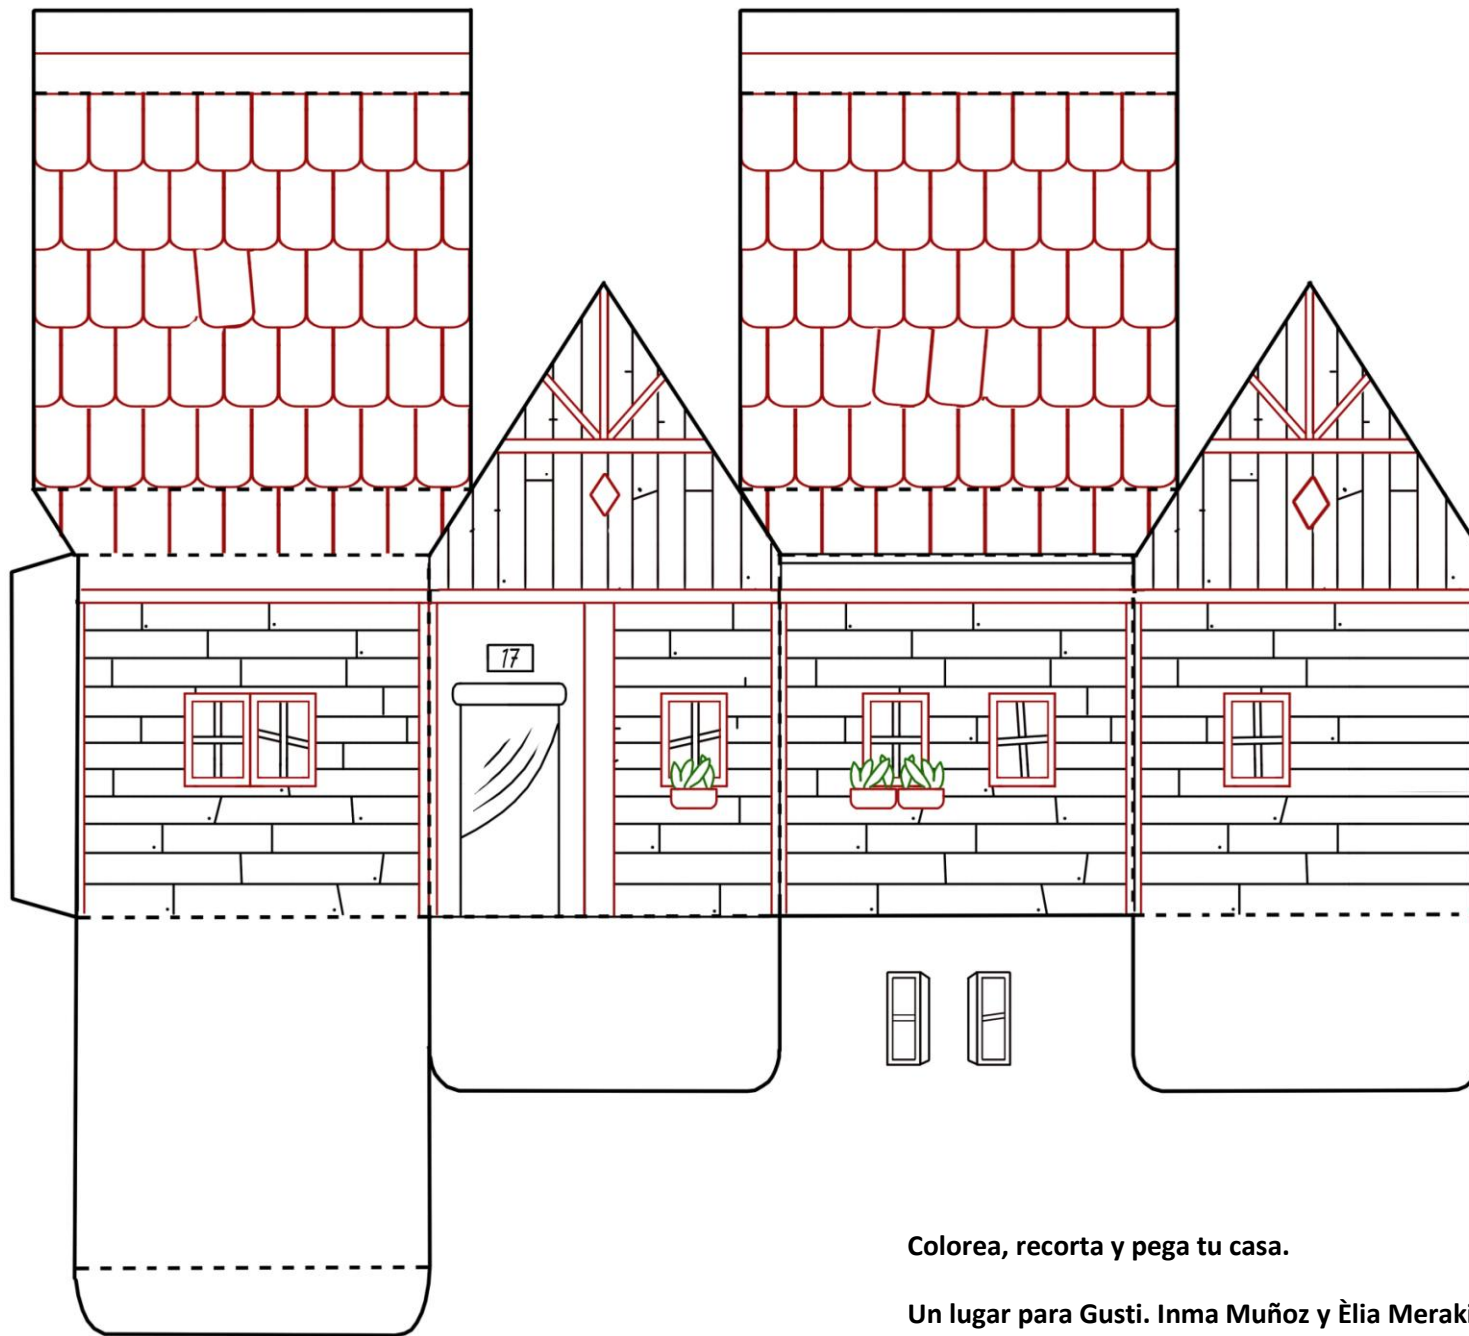 17
Colorea, recorta y pega tu casa.
Un lugar para Gusti. Inma Muñoz y Èlia Meraki